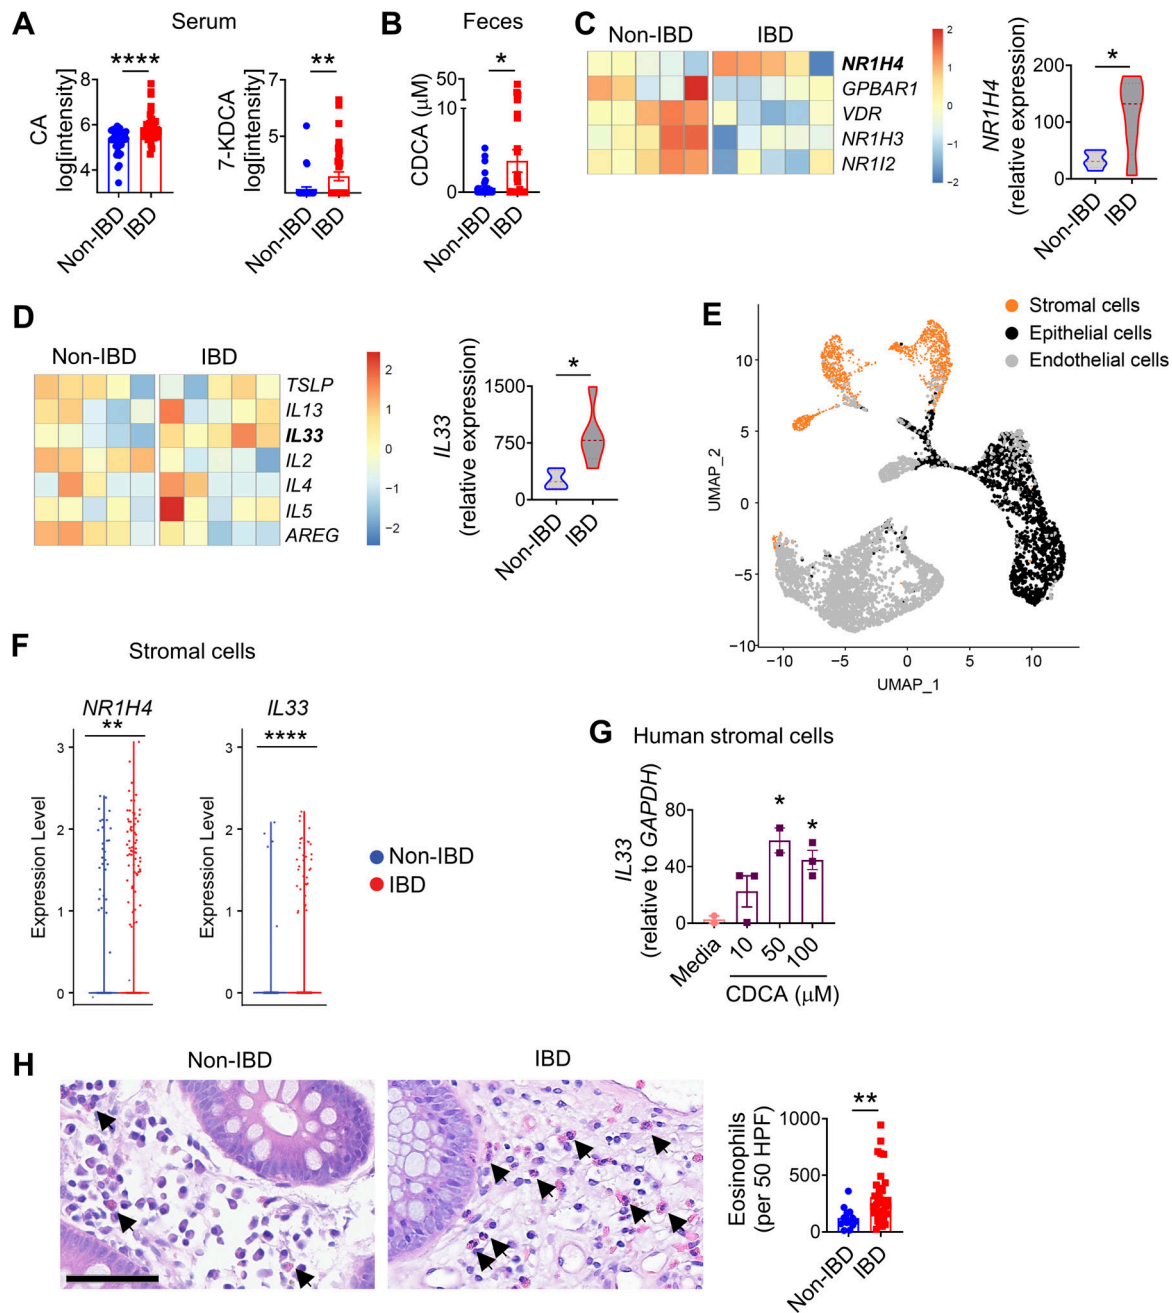 A
Serum
CA
log[intensity]
8
6
4
****
Non-IBD
IBD
7-KDCA
log[intensity]
7
5
**
Non-IBD
IBD
B
Feces
CDCA (μM)
50
10
0
*
Non-IBD
IBD
C
Non-IBD
IBD
NR1H4
GPBAR1
VDR
NR1H3
NR1I2
2
1
0
−1
−2
NR1H4
(relative expression)
200
100
0
*
Non-IBD
IBD
D
Non-IBD
IBD
TSLP
IL13
IL33
IL2
IL4
IL5
AREG
2
1
0
−1
−2
IL33
(relative expression)
1500
750
0
*
Non-IBD
IBD
E
Stromal cells
Epithelial cells
Endothelial cells
UMAP_2
10
5
0
−5
−10
−10 −5 0 5 10
UMAP_1
F
Stromal cells
NR1H4
**
Expression Level
3
2
1
0
IL33
****
Expression Level
3
2
1
0
Non-IBD
IBD
G
Human stromal cells
IL33
(relative to GAPDH)
80
40
0
*
*
Media
10
50
100
CDCA (μM)
H
Non-IBD
IBD
Eosinophils
(per 50 HPF)
1000
500
0
**
Non-IBD
IBD